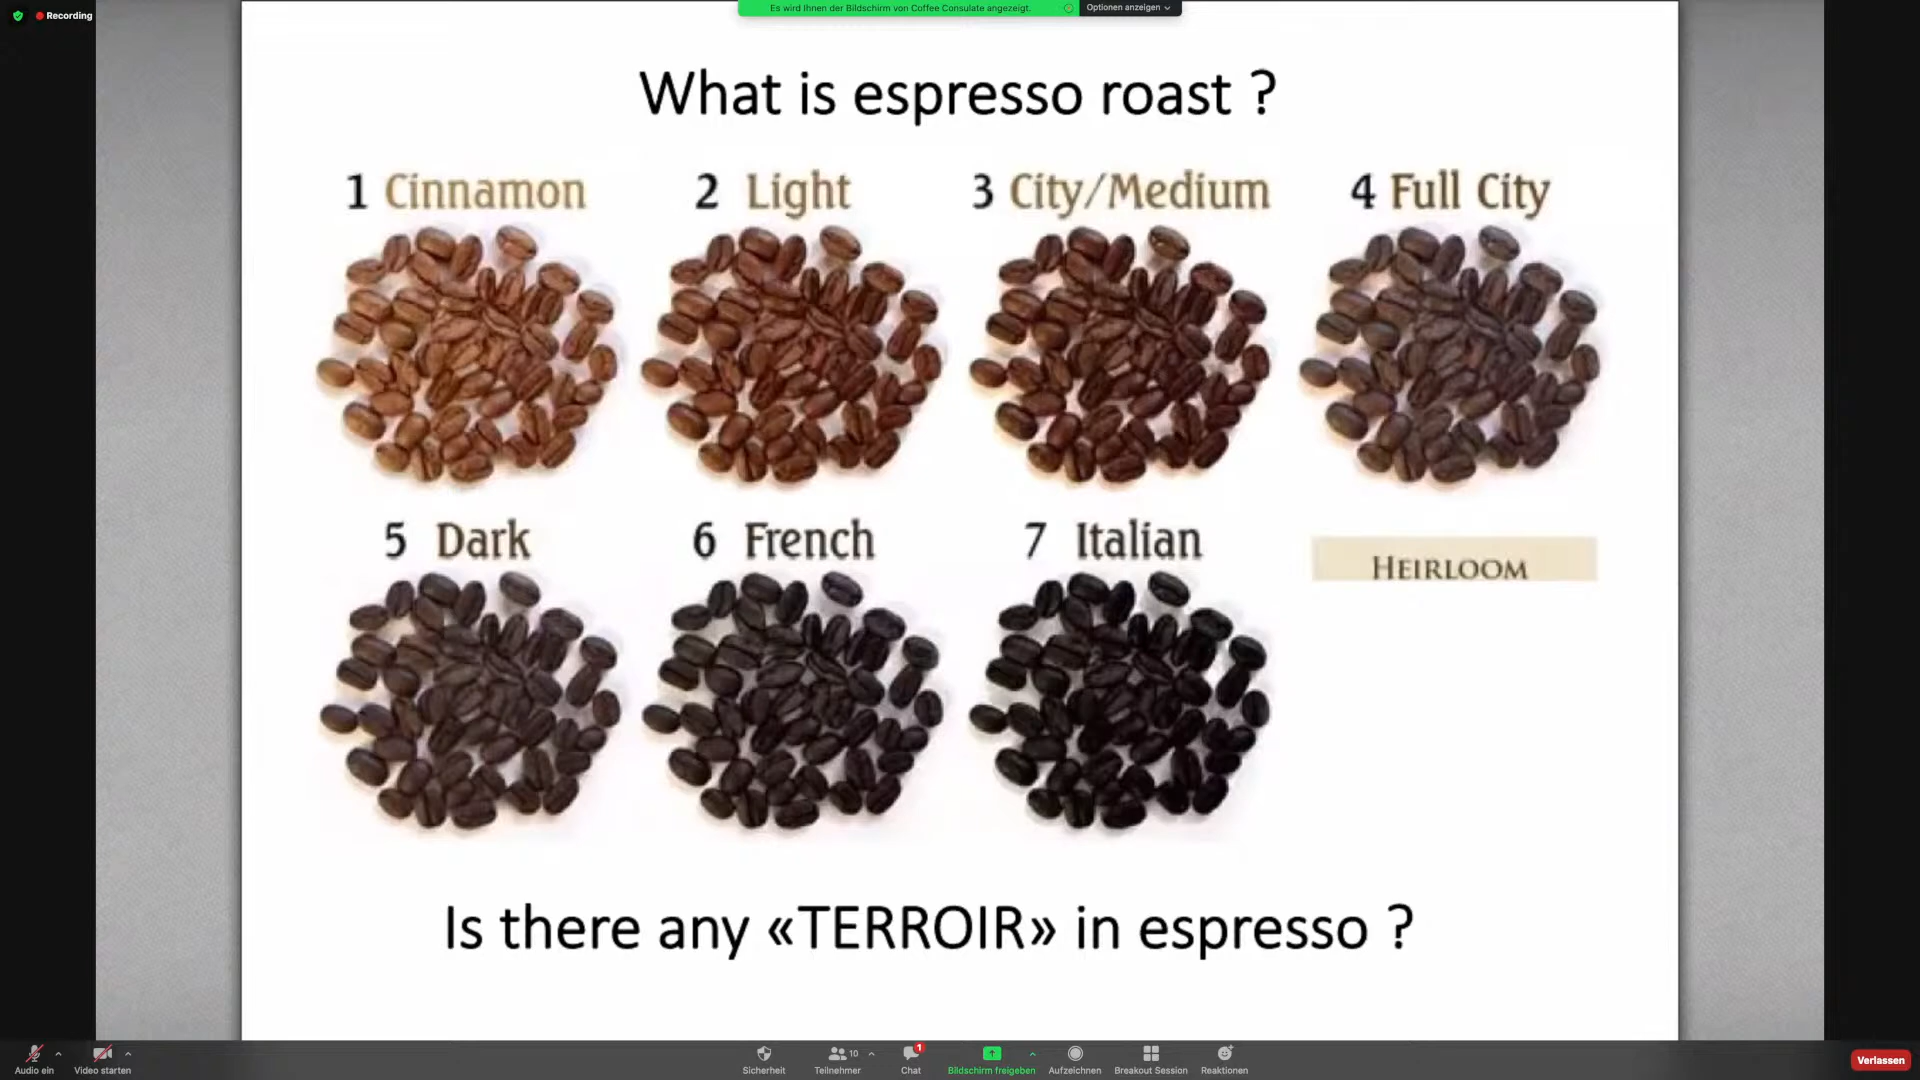 Recording
Es wird Ihnen der Bildschirm von Coffee Consulate angezeigt.
Optionen anzeigen
What is espresso roast ?
1 Cinnamon
2 Light
3 City/Medium
4 Full City
5 Dark
6 French
7 Italian
HEIRLOOM
Is there any «TERROIR» in espresso ?
Audio ein
Video starten
Sicherheit
10
Teilnehmer
1
Chat
Bildschirm freigeben
Aufzeichnen
Breakout Session
Reaktionen
Verlassen